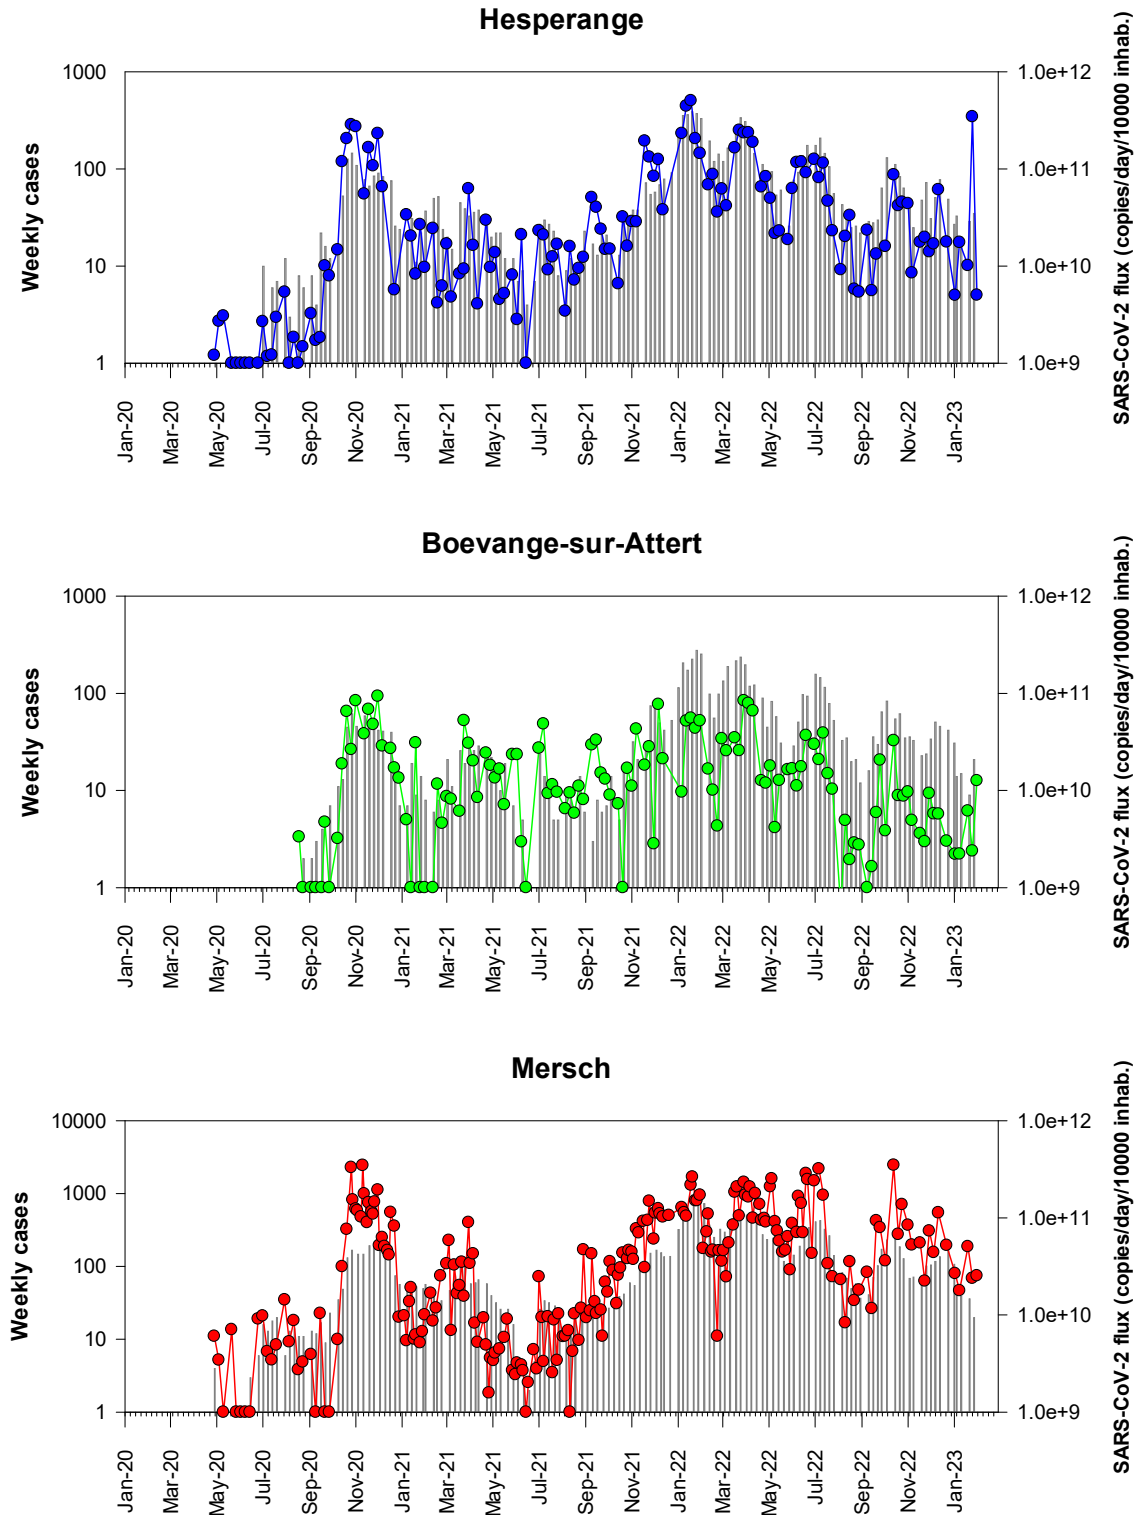 Hesperange
Weekly cases
1000
100
10
1
1.0e+12
1.0e+11
1.0e+10
1.0e+9
SARS-CoV-2 flux (copies/day/10000 inhab.)
Jan-20
Mar-20
May-20
Jul-20
Sep-20
Nov-20
Jan-21
Mar-21
May-21
Jul-21
Sep-21
Nov-21
Jan-22
Mar-22
May-22
Jul-22
Sep-22
Nov-22
Jan-23
Boevange-sur-Attert
Weekly cases
1000
100
10
1
1.0e+12
1.0e+11
1.0e+10
1.0e+9
SARS-CoV-2 flux (copies/day/10000 inhab.)
Jan-20
Mar-20
May-20
Jul-20
Sep-20
Nov-20
Jan-21
Mar-21
May-21
Jul-21
Sep-21
Nov-21
Jan-22
Mar-22
May-22
Jul-22
Sep-22
Nov-22
Jan-23
Mersch
Weekly cases
10000
1000
100
10
1
1.0e+12
1.0e+11
1.0e+10
1.0e+9
SARS-CoV-2 flux (copies/day/10000 inhab.)
Jan-20
Mar-20
May-20
Jul-20
Sep-20
Nov-20
Jan-21
Mar-21
May-21
Jul-21
Sep-21
Nov-21
Jan-22
Mar-22
May-22
Jul-22
Sep-22
Nov-22
Jan-23